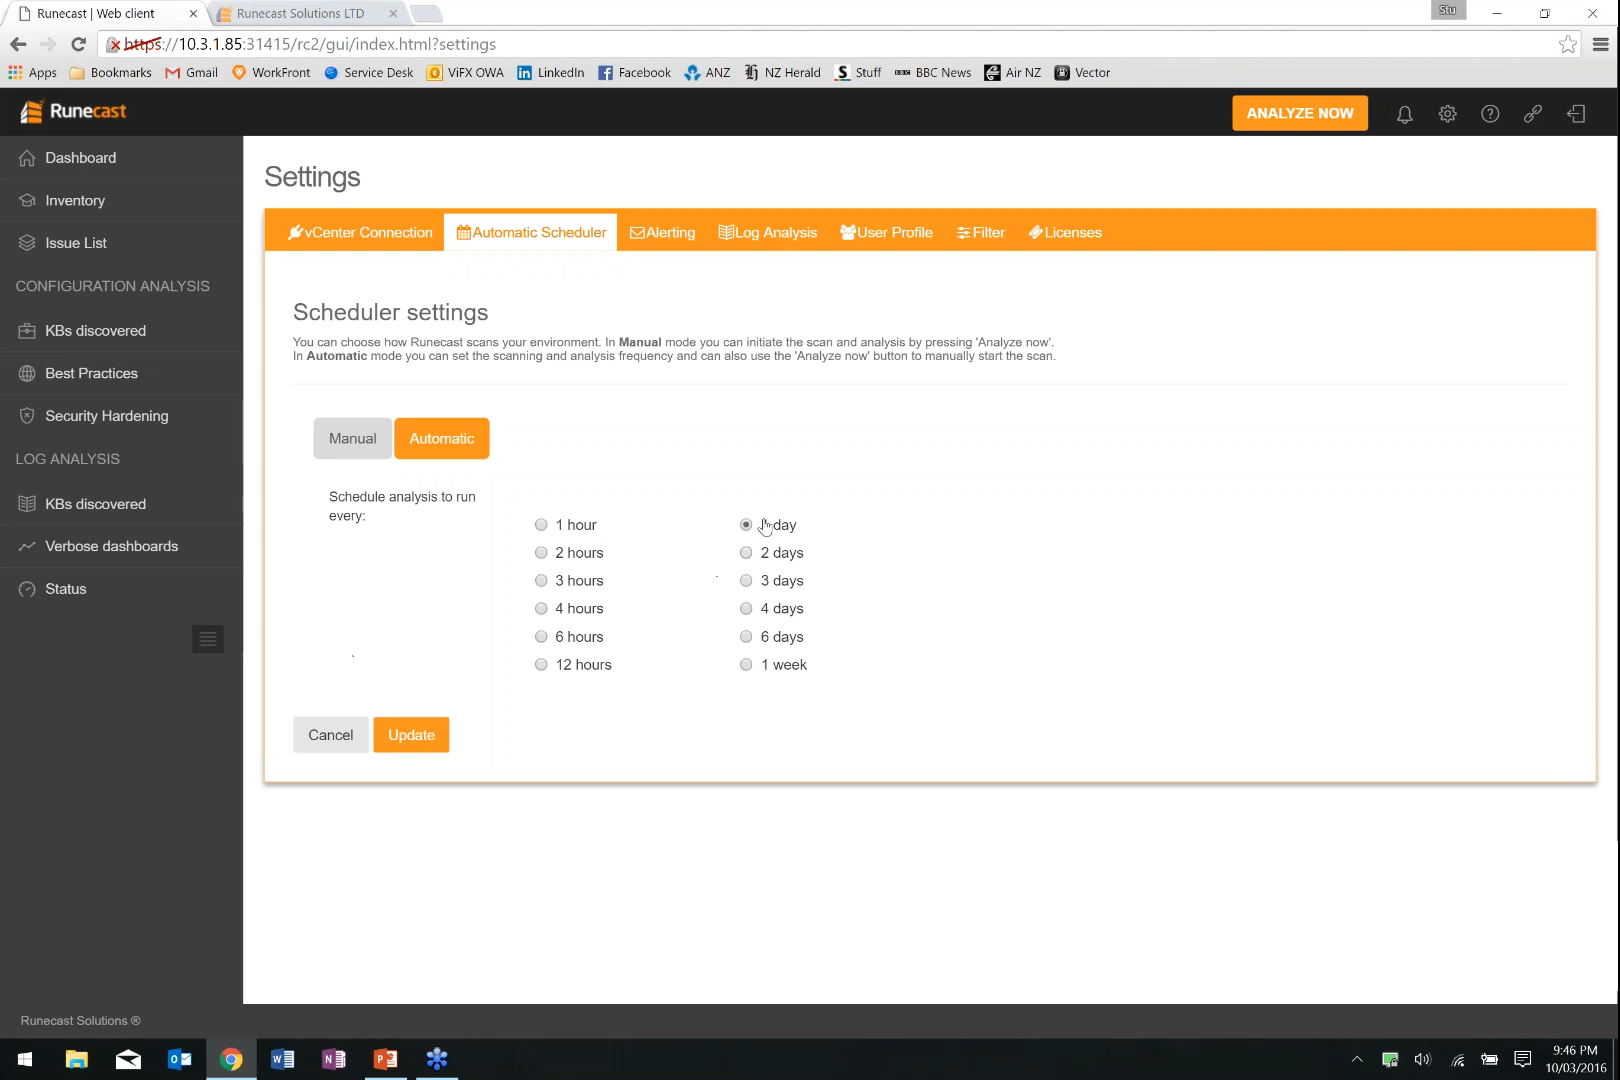 Runecast | Web client
Runecast Solutions LTD
Stu
https://10.3.1.85:31415/rc2/gui/index.html?settings
Apps
Bookmarks
Gmail
WorkFront
Service Desk
ViFX OWA
LinkedIn
Facebook
ANZ
NZ Herald
Stuff
BBC News
Air NZ
Vector
Runecast
ANALYZE NOW
Dashboard
Inventory
Issue List
CONFIGURATION ANALYSIS
KBs discovered
Best Practices
Security Hardening
LOG ANALYSIS
KBs discovered
Verbose dashboards
Status
Settings
vCenter Connection
Automatic Scheduler
Alerting
Log Analysis
User Profile
Filter
Licenses
Scheduler settings
You can choose how Runecast scans your environment. In Manual mode you can initiate the scan and analysis by pressing 'Analyze now'.
In Automatic mode you can set the scanning and analysis frequency and can also use the 'Analyze now' button to manually start the scan.
Manual
Automatic
Schedule analysis to run
every:
1 hour
2 hours
3 hours
4 hours
6 hours
12 hours
day
2 days
3 days
4 days
6 days
1 week
Cancel
Update
Runecast Solutions ®
9:46 PM
10/03/2016